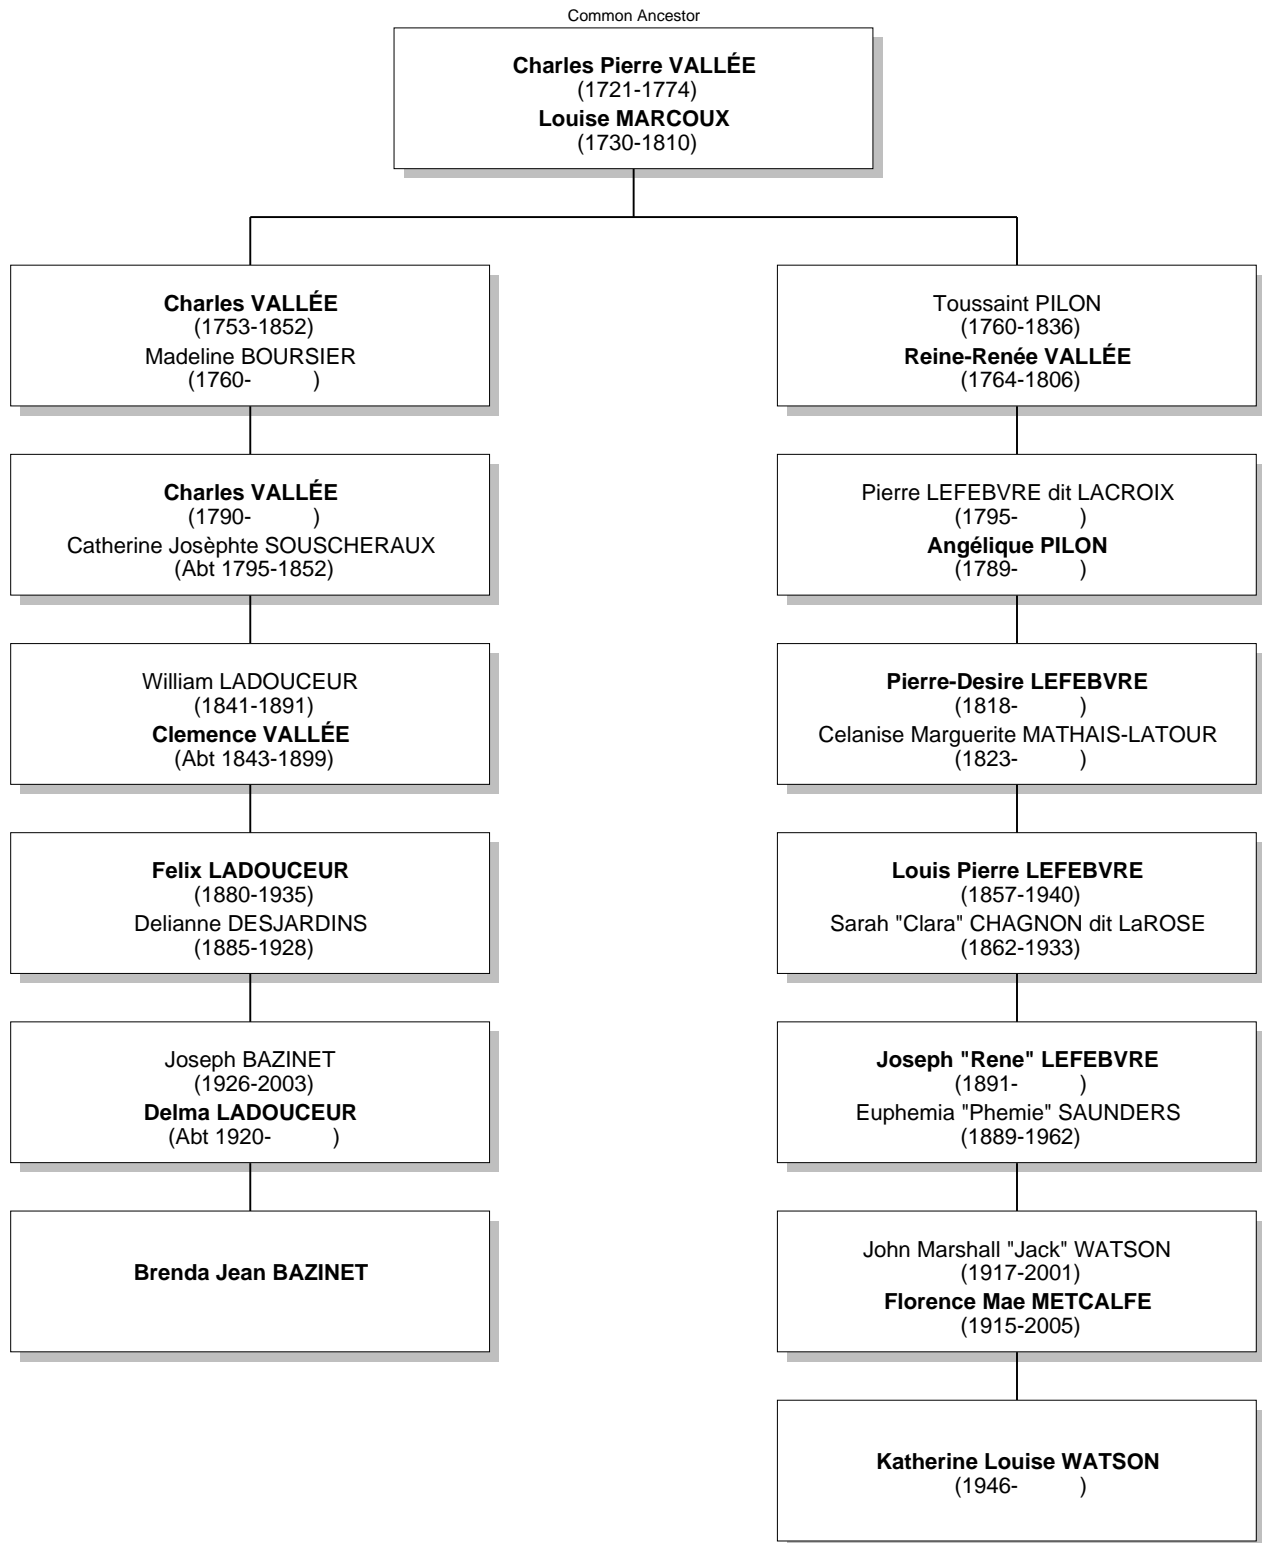 Common Ancestor
Charles Pierre VALLÉE
(1721-1774)
Louise MARCOUX
(1730-1810)
Charles VALLÉE
(1753-1852)
Madeline BOURSIER
(1760- )
Toussaint PILON
(1760-1836)
Reine-Renée VALLÉE
(1764-1806)
Charles VALLÉE
(1790- )
Catherine Josèphte SOUSCHERAUX
(Abt 1795-1852)
Pierre LEFEBVRE dit LACROIX
(1795- )
Angélique PILON
(1789- )
William LADOUCEUR
(1841-1891)
Clemence VALLÉE
(Abt 1843-1899)
Pierre-Desire LEFEBVRE
(1818- )
Celanise Marguerite MATHAIS-LATOUR
(1823- )
Felix LADOUCEUR
(1880-1935)
Delianne DESJARDINS
(1885-1928)
Louis Pierre LEFEBVRE
(1857-1940)
Sarah "Clara" CHAGNON dit LaROSE
(1862-1933)
Joseph BAZINET
(1926-2003)
Delma LADOUCEUR
(Abt 1920- )
Joseph "Rene" LEFEBVRE
(1891- )
Euphemia "Phemie" SAUNDERS
(1889-1962)
Brenda Jean BAZINET
John Marshall "Jack" WATSON
(1917-2001)
Florence Mae METCALFE
(1915-2005)
Katherine Louise WATSON
(1946- )